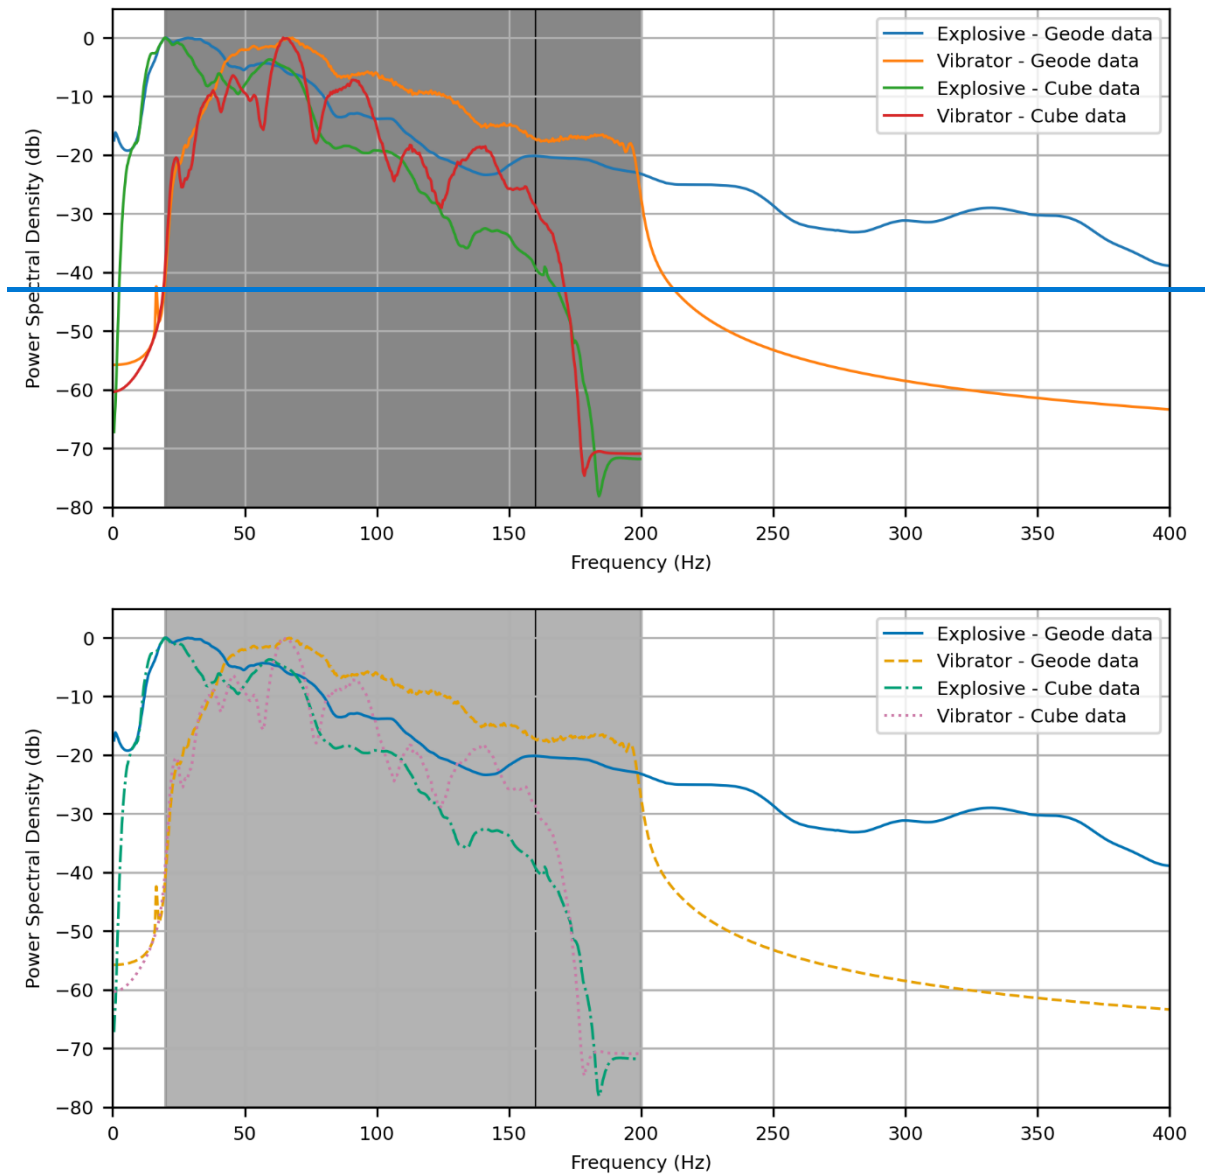 0
−10
−20
−30
−40
−50
−60
−70
−80
Power Spectral Density (db)
Explosive - Geode data
Vibrator - Geode data
Explosive - Cube data
Vibrator - Cube data
0 50 100 150 200 250 300 350 400
Frequency (Hz)
0
−10
−20
−30
−40
−50
−60
−70
−80
Power Spectral Density (db)
Explosive - Geode data
Vibrator - Geode data
Explosive - Cube data
Vibrator - Cube data
0 50 100 150 200 250 300 350 400
Frequency (Hz)